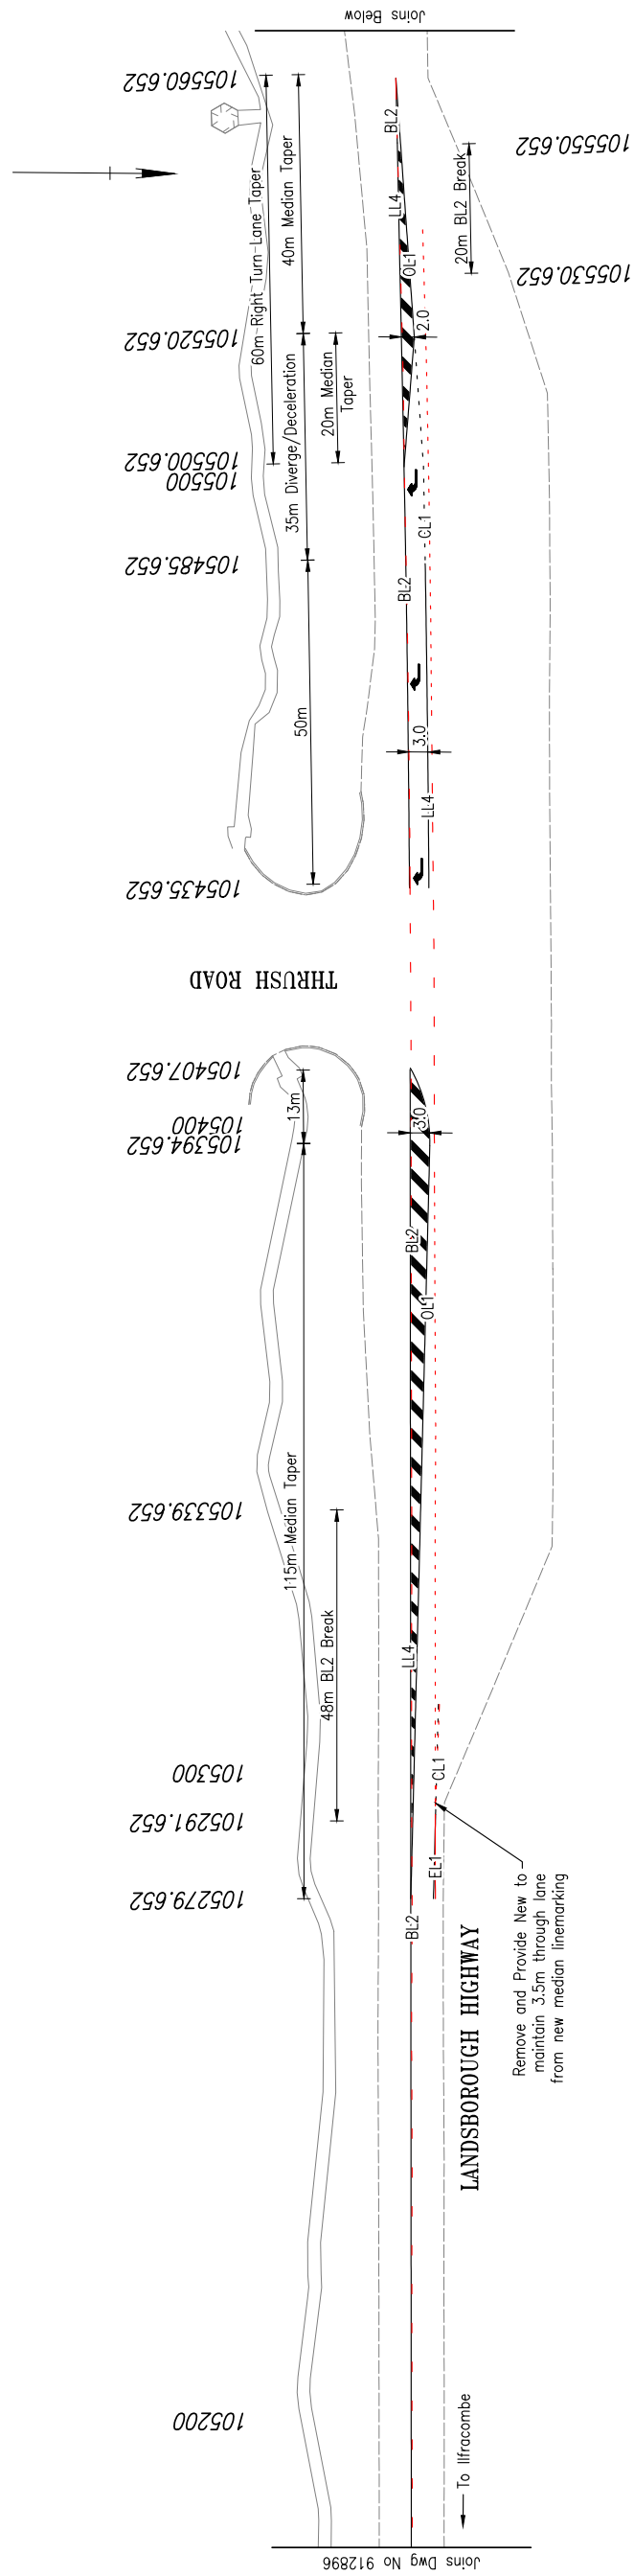 Joins Below
105560.652
105550.652
60m Right Turn Lane Taper
40m Median Taper
BL2
LL4
20m BL2 Break
OL1
105530.652
105520.652
2.0
20m Median
Taper
35m Diverge/Deceleration
105500.652
105500
CL1
105485.652
BL2
50m
3.0
LL4
105435.652
THRUSH ROAD
105407.652
13m
105400
3.0
105394.652
BL2
OL1
115m Median Taper
105339.652
48m BL2 Break
LL4
105300
CL1
105291.652
EL1
105279.652
BL2
Remove and Provide New to
maintain 3.5m through lane
from new median linemarking
LANDSBOROUGH HIGHWAY
105200
To Ilfracombe
Joins Dwg No 912896